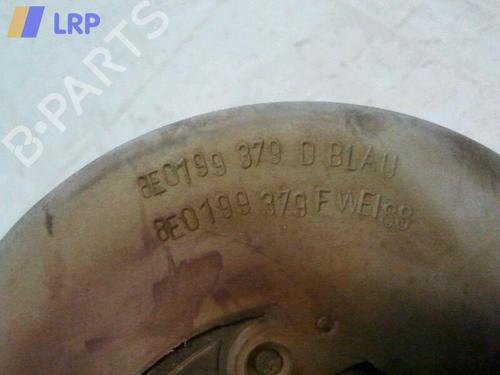 LRP
B-PARTS
8E0199 379 D BLAU
8E0199 379 F WEISS